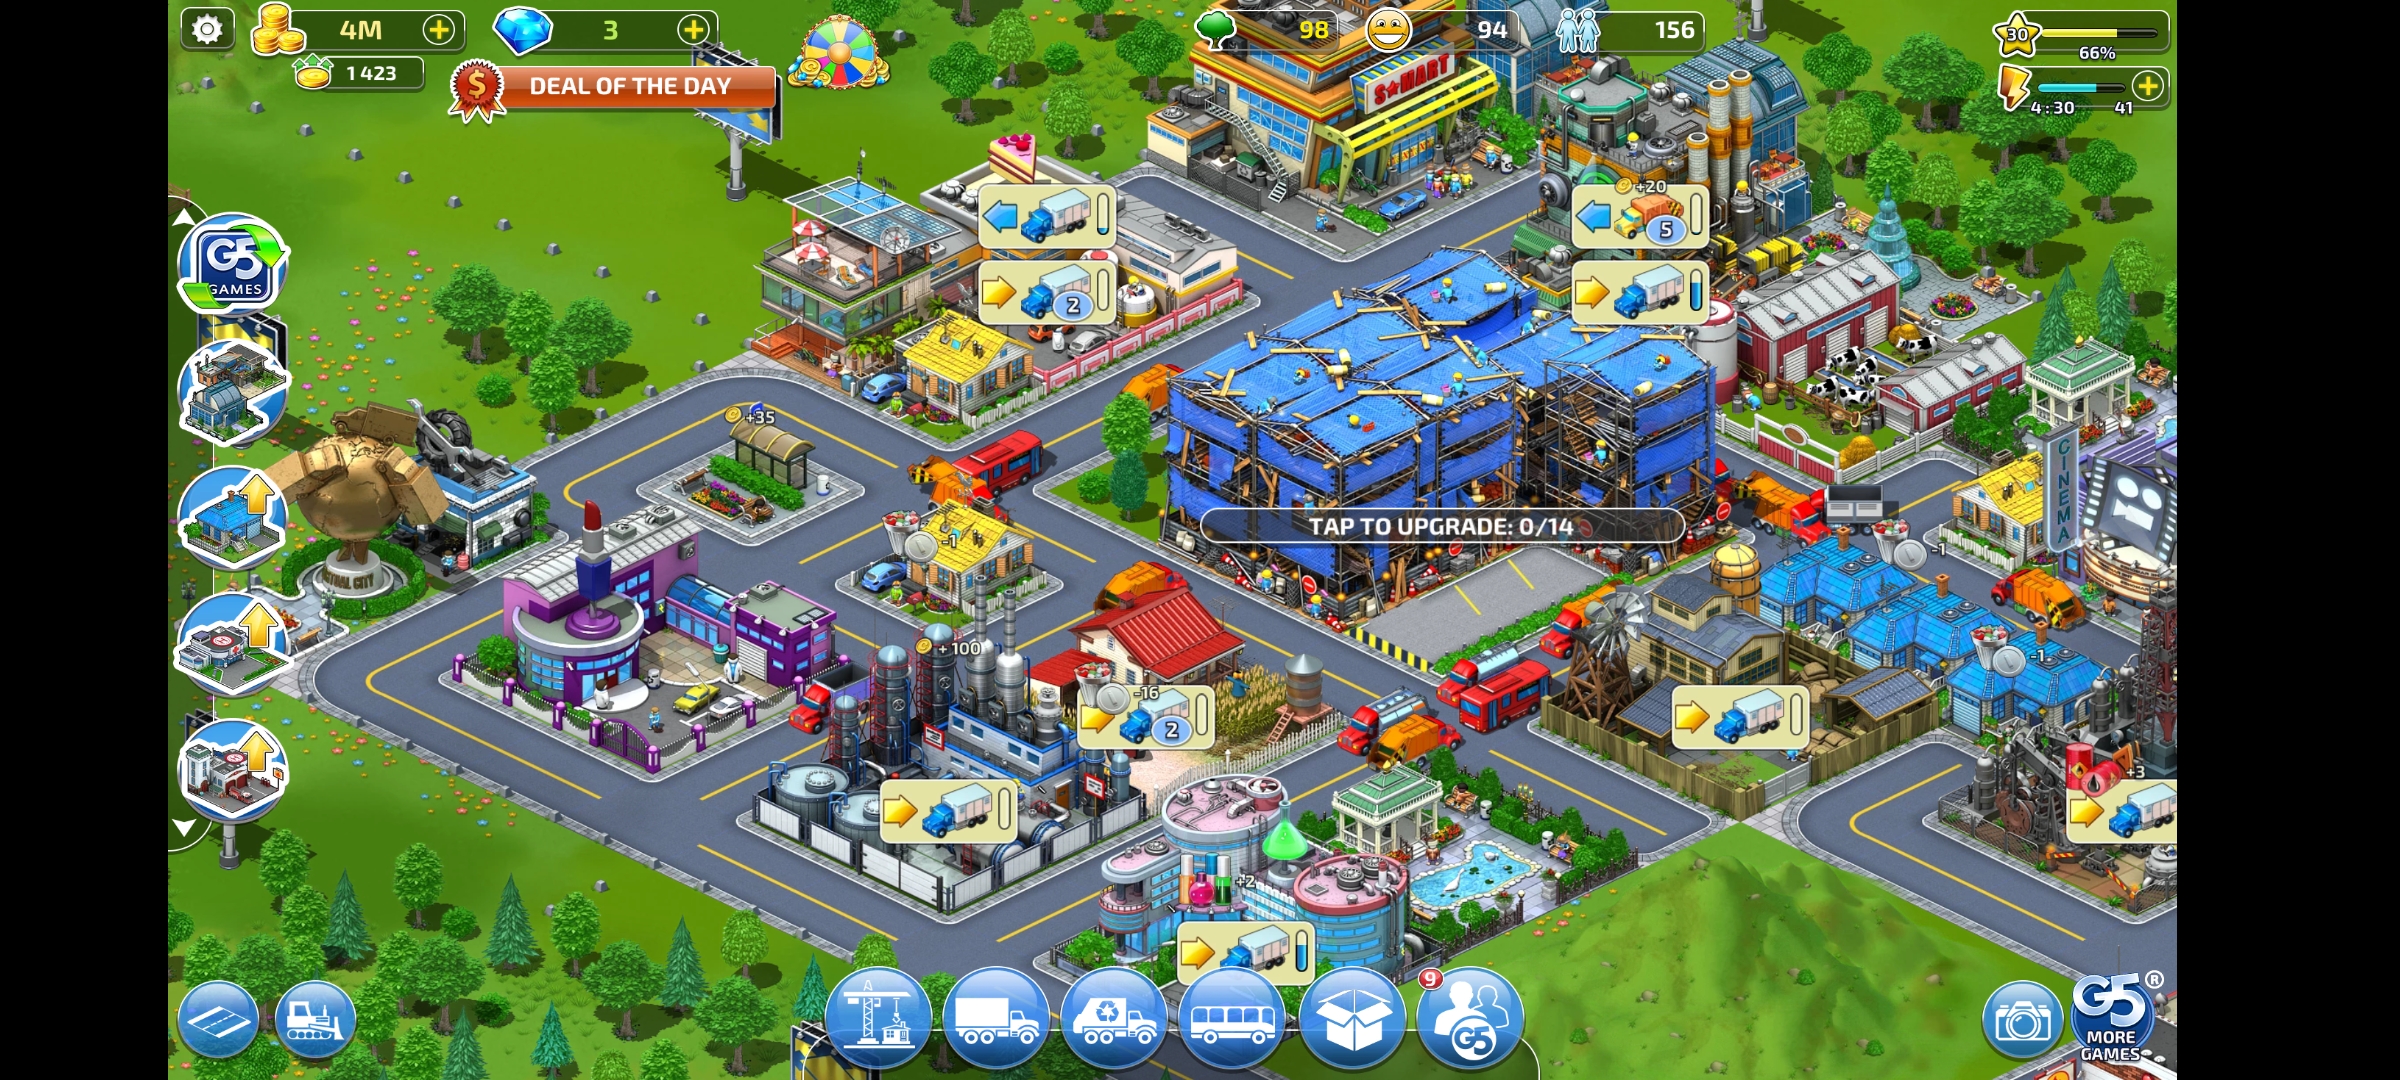 4M
3
98
94
156
30
66%
1 423
DEAL OF THE DAY
4:30
41
S★MART
+20
5
2
G5
GAMES
+35
CINEMA
-1
TAP TO UPGRADE: 0/14
-1
-1
+100
-16
2
+3
+2
9
G5
G5
®
MORE
GAMES